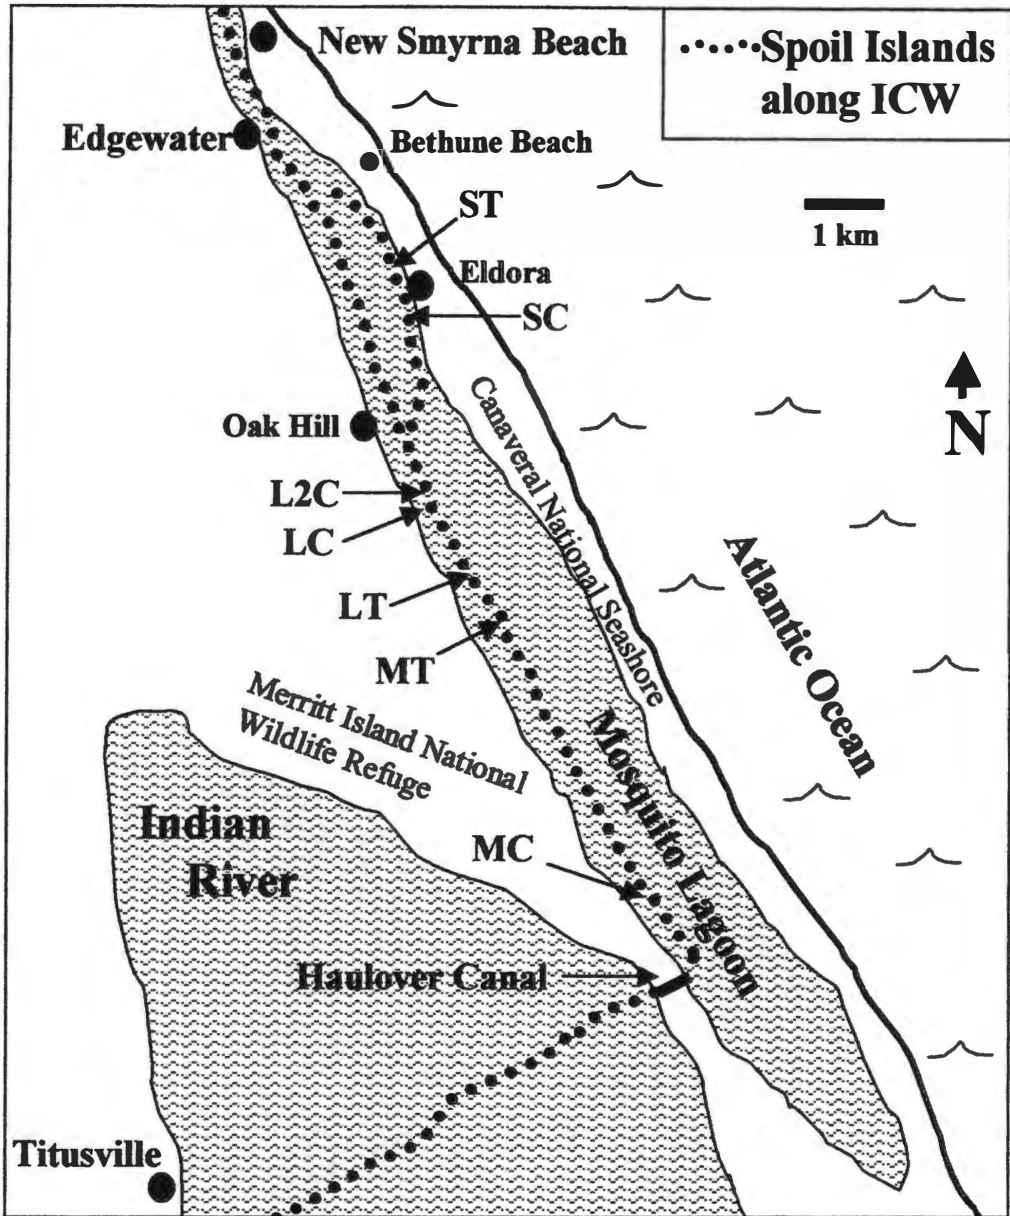 New Smyrna Beach
Spoil Islands
along ICW
Edgewater
Bethune Beach
ST
1 km
Eldora
SC
N
Oak Hill
Canaveral National Seashore
L2C
LC
LT
Atlantic Ocean
MT
Merritt Island National
Wildlife Refuge
Mosquito Lagoon
Indian
River
MC
Haulover Canal
Titusville